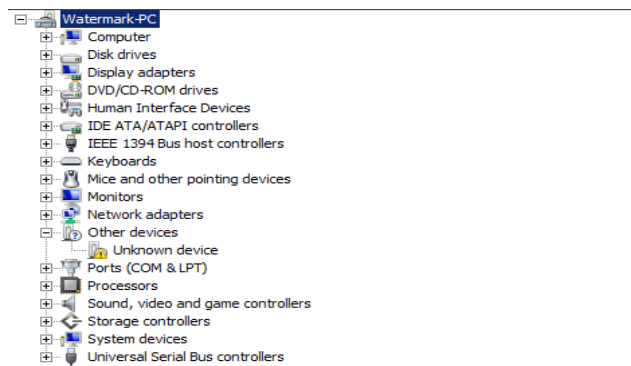 Watermark-PC
Computer
Disk drives
Display adapters
DVD/CD-ROM drives
Human Interface Devices
IDE ATA/ATAPI controllers
IEEE 1394 Bus host controllers
Keyboards
Mice and other pointing devices
Monitors
Network adapters
Other devices
Unknown device
Ports (COM & LPT)
Processors
Sound, video and game controllers
Storage controllers
System devices
Universal Serial Bus controllers